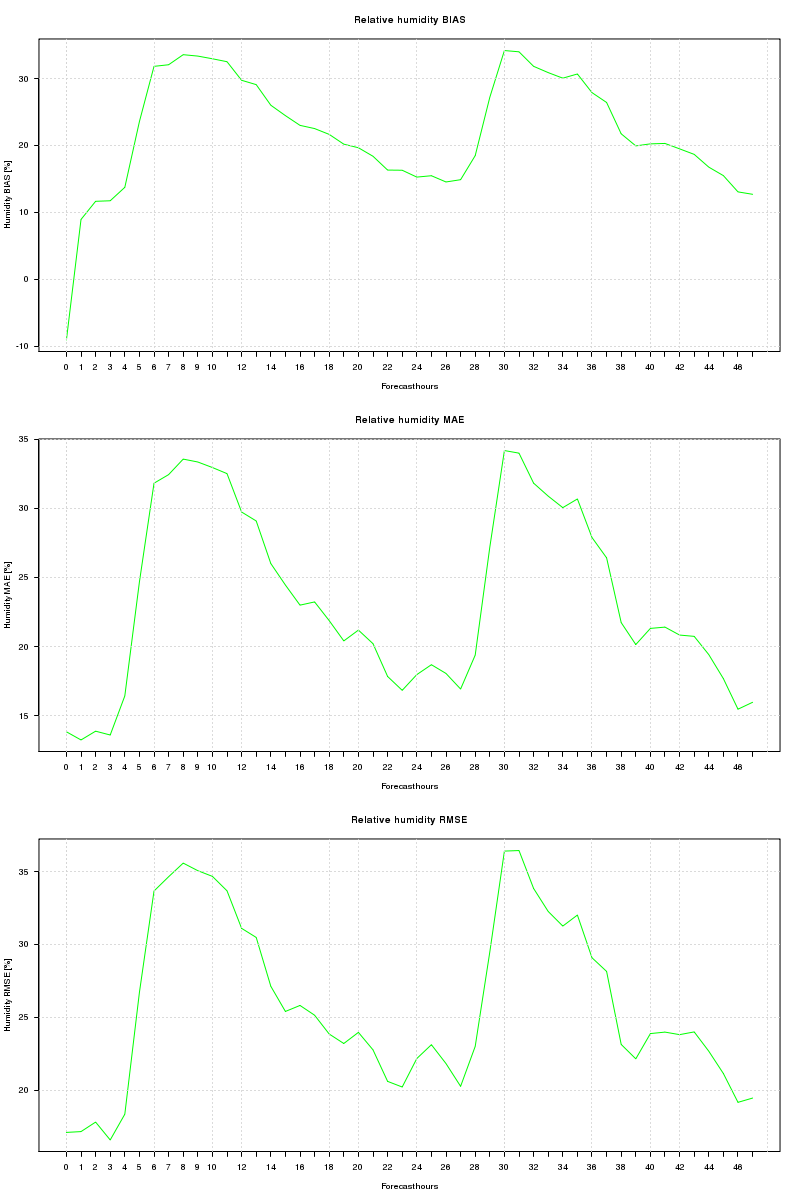 Relative humidity BIAS
Humidity BIAS [%]
30
20
10
0
-10
0 1 2 3 4 5 6 7 8 9 10 12 14 16 18 20 22 24 26 28 30 32 34 36 38 40 42 44 46
Forecasthours
Relative humidity MAE
Humidity MAE [%]
35
30
25
20
15
0 1 2 3 4 5 6 7 8 9 10 12 14 16 18 20 22 24 26 28 30 32 34 36 38 40 42 44 46
Forecasthours
Relative humidity RMSE
Humidity RMSE [%]
35
30
25
20
0 1 2 3 4 5 6 7 8 9 10 12 14 16 18 20 22 24 26 28 30 32 34 36 38 40 42 44 46
Forecasthours